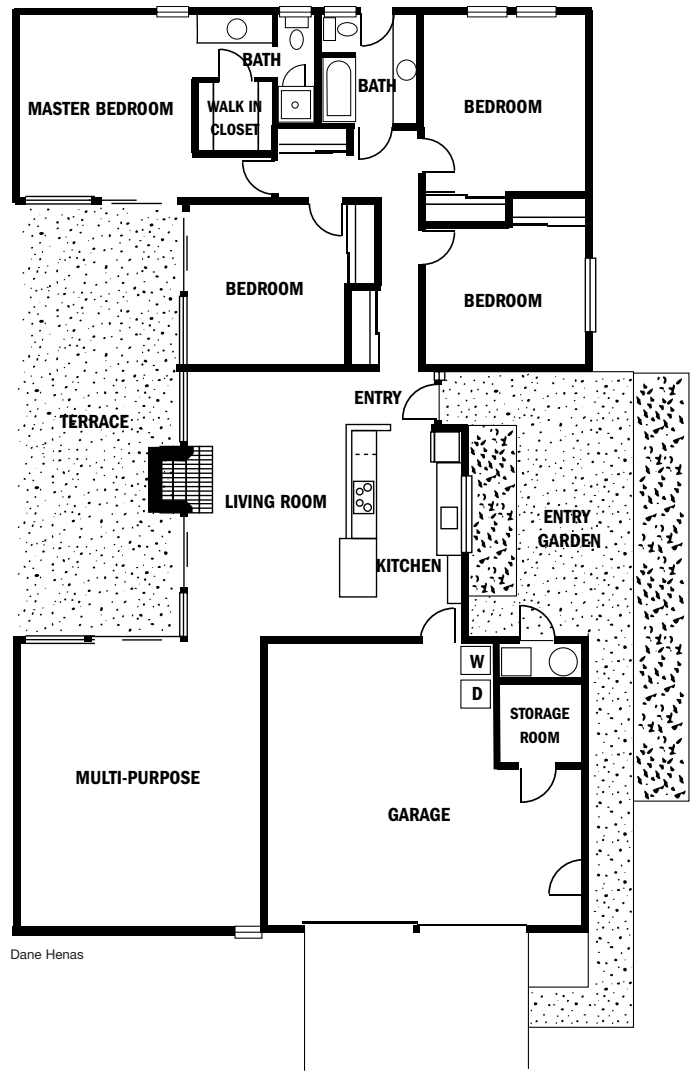 BATH
BATH
MASTER BEDROOM
WALK IN
CLOSET
BEDROOM
BEDROOM
BEDROOM
ENTRY
TERRACE
LIVING ROOM
ENTRY
GARDEN
KITCHEN
W
D
STORAGE
ROOM
MULTI-PURPOSE
GARAGE
Dane Henas